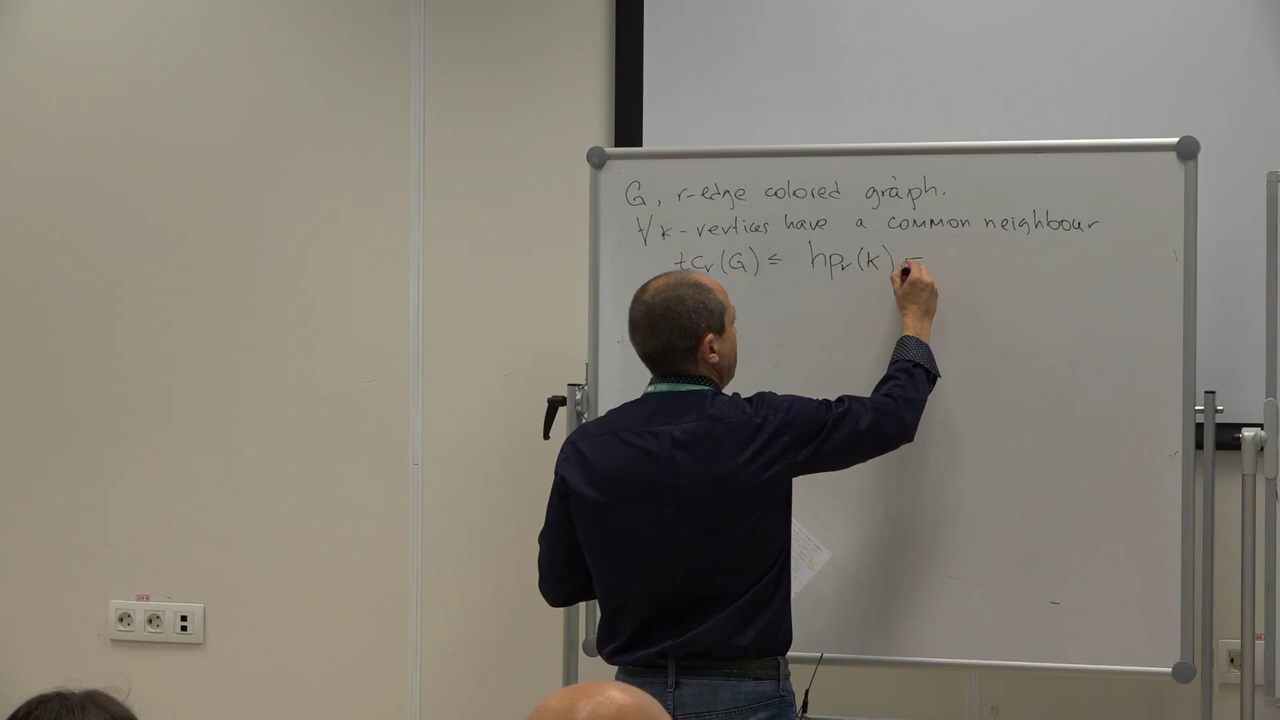 G, r-edge colored graph.
∀ k-vertices have a common neighbour
tcᵣ(G) ≤ hpᵣ(k) =